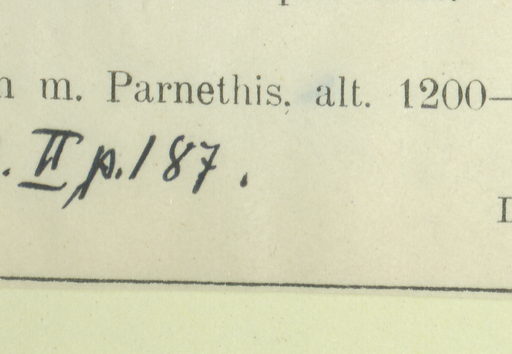 m. Parnethis, alt. 1200–
. II p. 187.